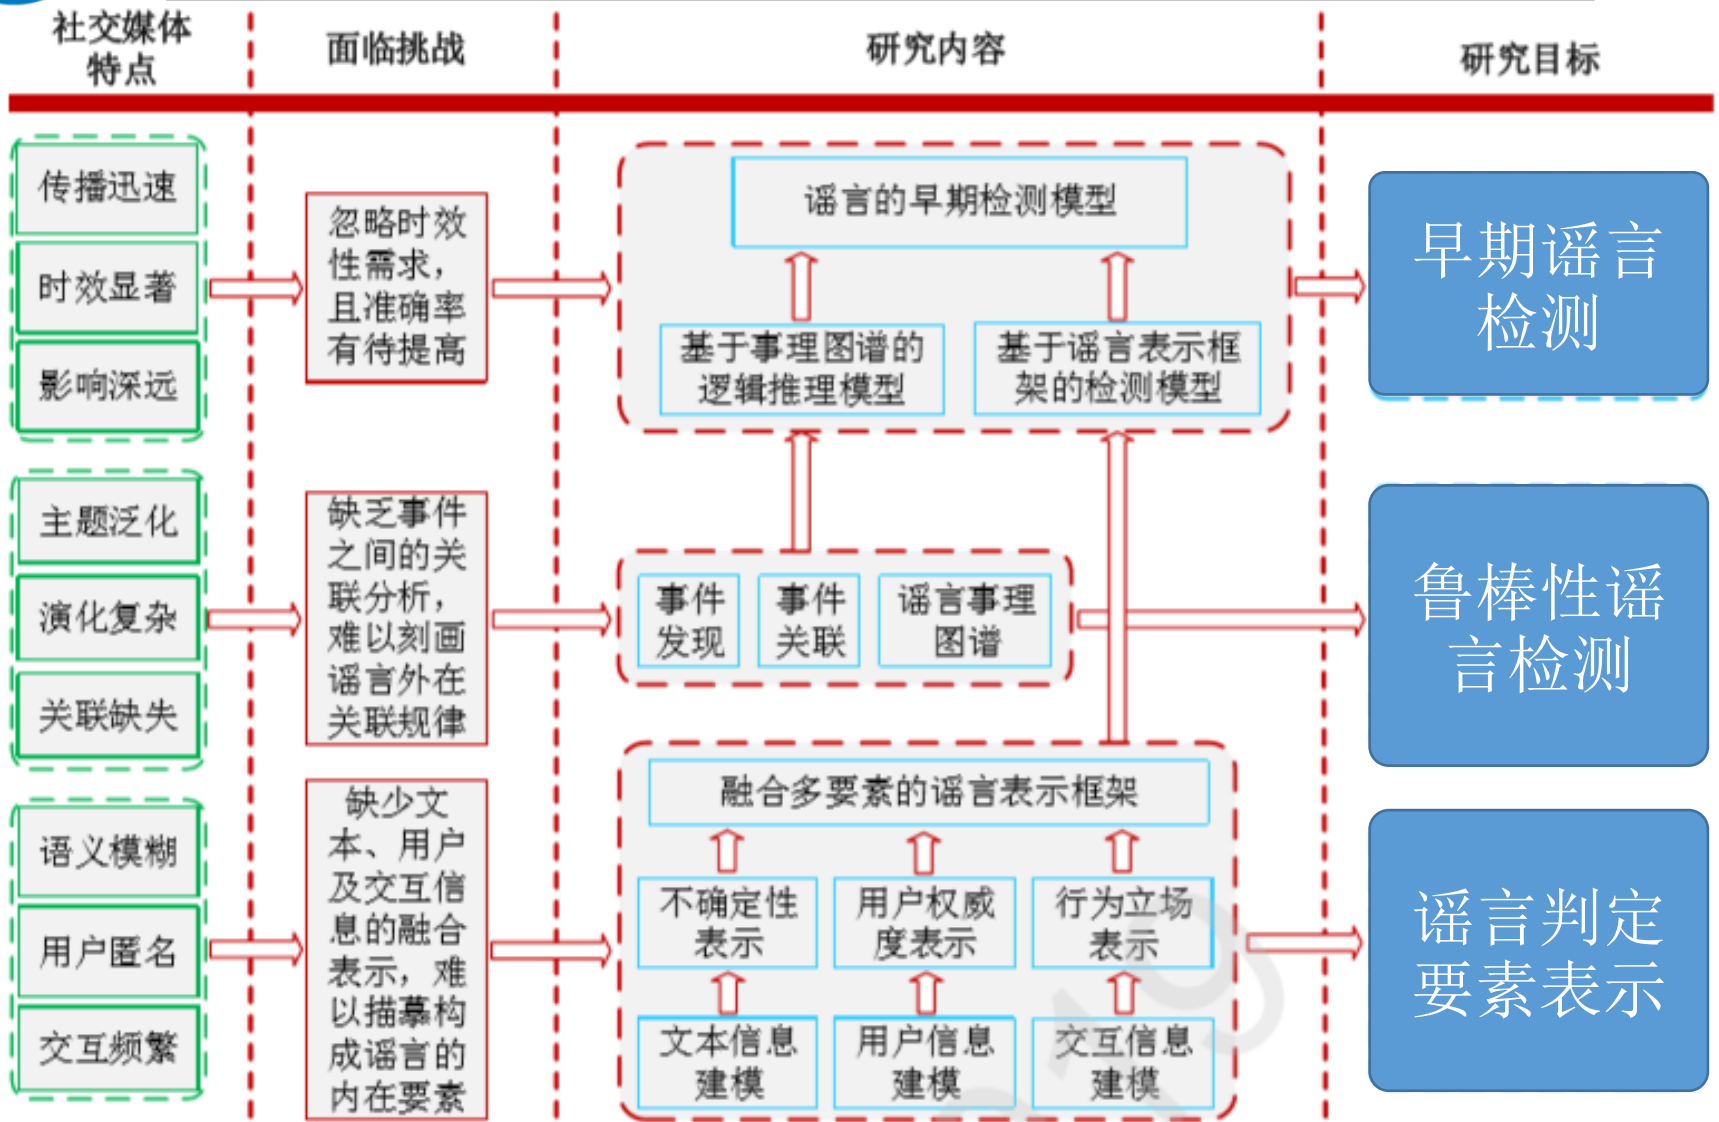 社交媒体
特点
面临挑战
研究内容
研究目标
传播迅速
时效显著
影响深远
忽略时效
性需求，
且准确率
有待提高
谣言的早期检测模型
基于事理图谱的
逻辑推理模型
基于谣言表示框
架的检测模型
早期谣言
检测
主题泛化
演化复杂
关联缺失
缺乏事件
之间的关
联分析，
难以刻画
谣言外在
关联规律
事件
发现
事件
关联
谣言事理
图谱
鲁棒性谣
言检测
语义模糊
用户匿名
交互频繁
缺少文
本、用户
及交互信
息的融合
表示，难
以描摹构
成谣言的
内在要素
融合多要素的谣言表示框架
不确定性
表示
用户权威
度表示
行为立场
表示
文本信息
建模
用户信息
建模
交互信息
建模
谣言判定
要素表示